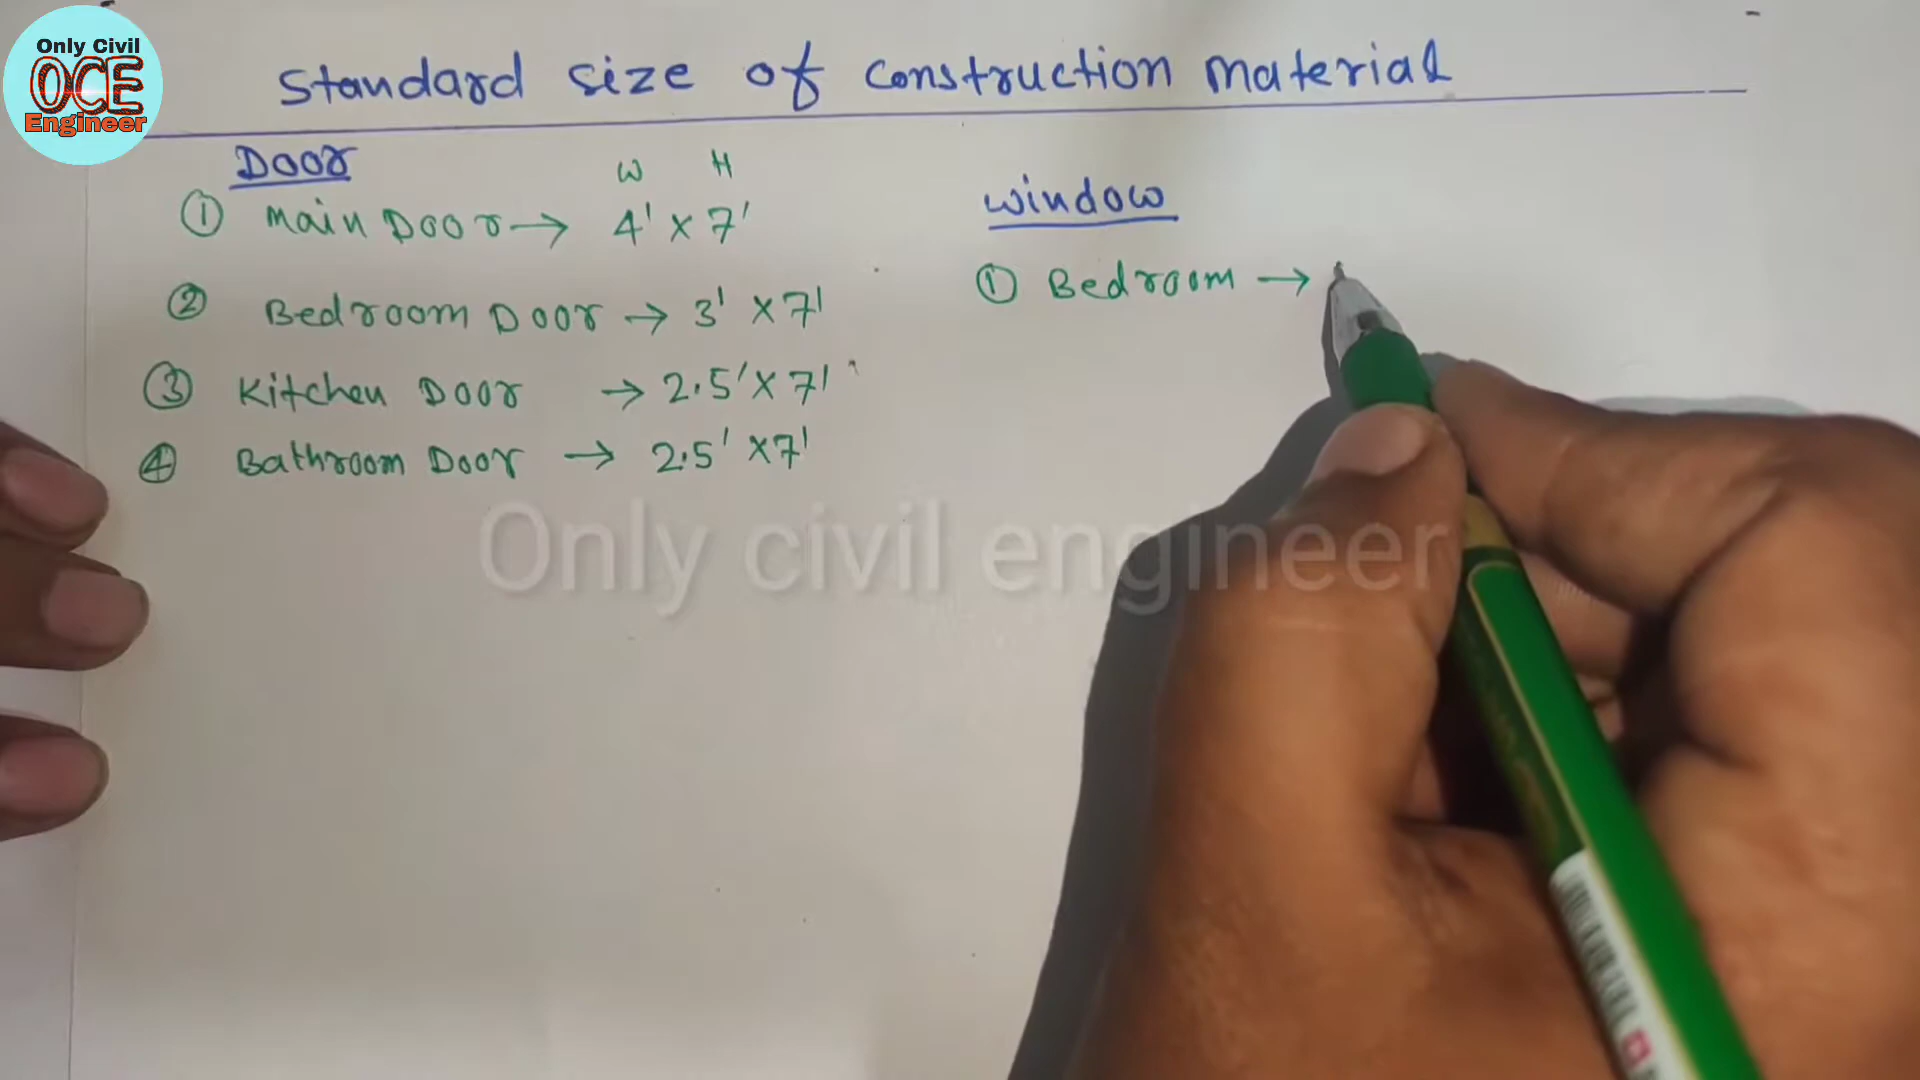 Only Civil
OCE
Engineer
Standard size of construction material
Door
W H
① Main Door → 4' x 7'
② Bedroom Door → 3' x 7'
③ Kitchen Door → 2.5' x 7'
④ Bathroom Door → 2.5' x 7'
Window
① Bedroom →
Only civil engineer